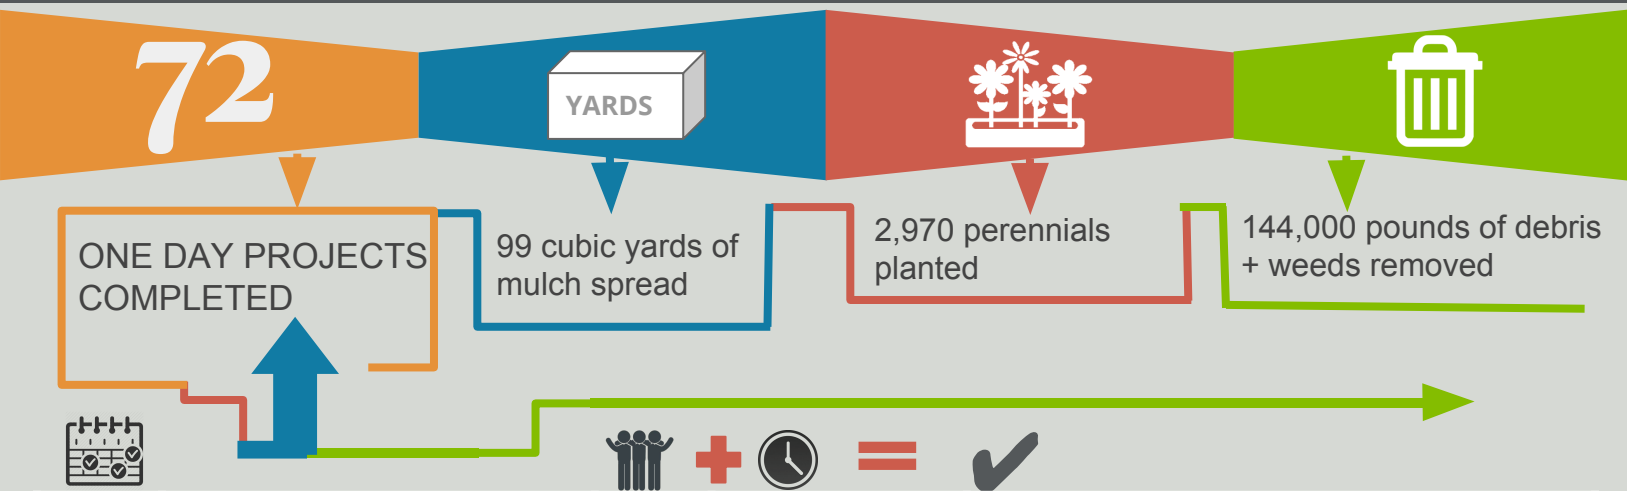 72
YARDS
ONE DAY PROJECTS
COMPLETED
99 cubic yards of
mulch spread
2,970 perennials
planted
144,000 pounds of debris
+ weeds removed